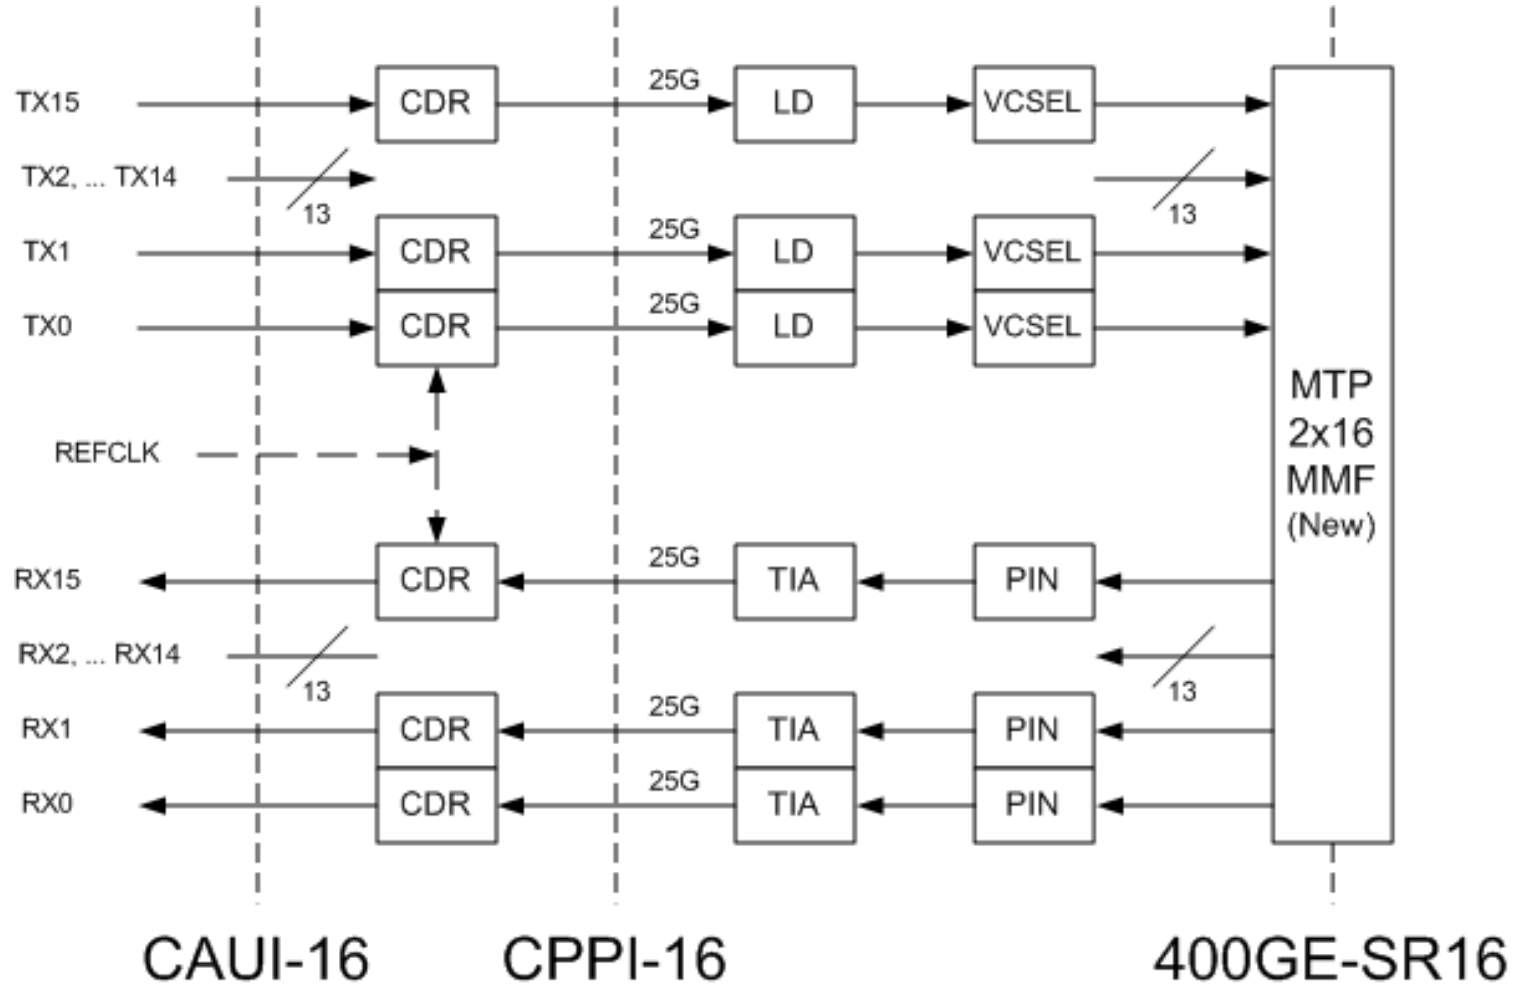 TX15 CDR 25G LD VCSEL
TX2, ... TX14 13 13
TX1 CDR 25G LD VCSEL
TX0 CDR 25G LD VCSEL
MTP
2x16
MMF
(New)
REFCLK
RX15 CDR 25G TIA PIN
RX2, ... RX14 13 13
RX1 CDR 25G TIA PIN
RX0 CDR 25G TIA PIN
CAUI-16 CPPI-16 400GE-SR16